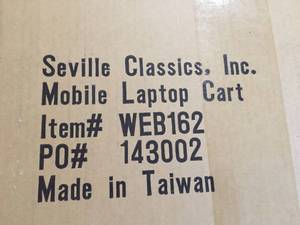 Seville Classics, Inc.
Mobile Laptop Cart
Item# WEB162
PO# 143002
Made in Taiwan